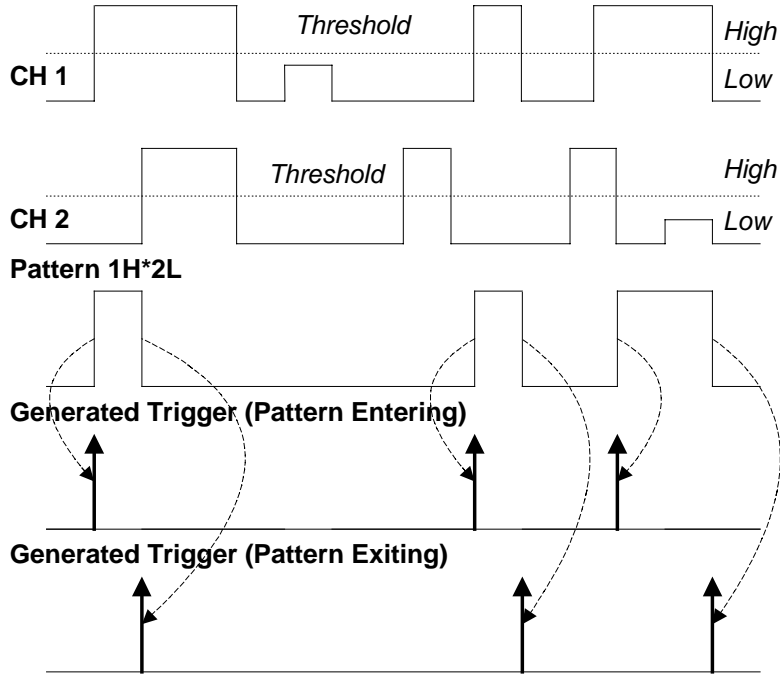 Threshold
High
CH 1
Low
Threshold
High
CH 2
Low
Pattern 1H*2L
Generated Trigger (Pattern Entering)
Generated Trigger (Pattern Exiting)